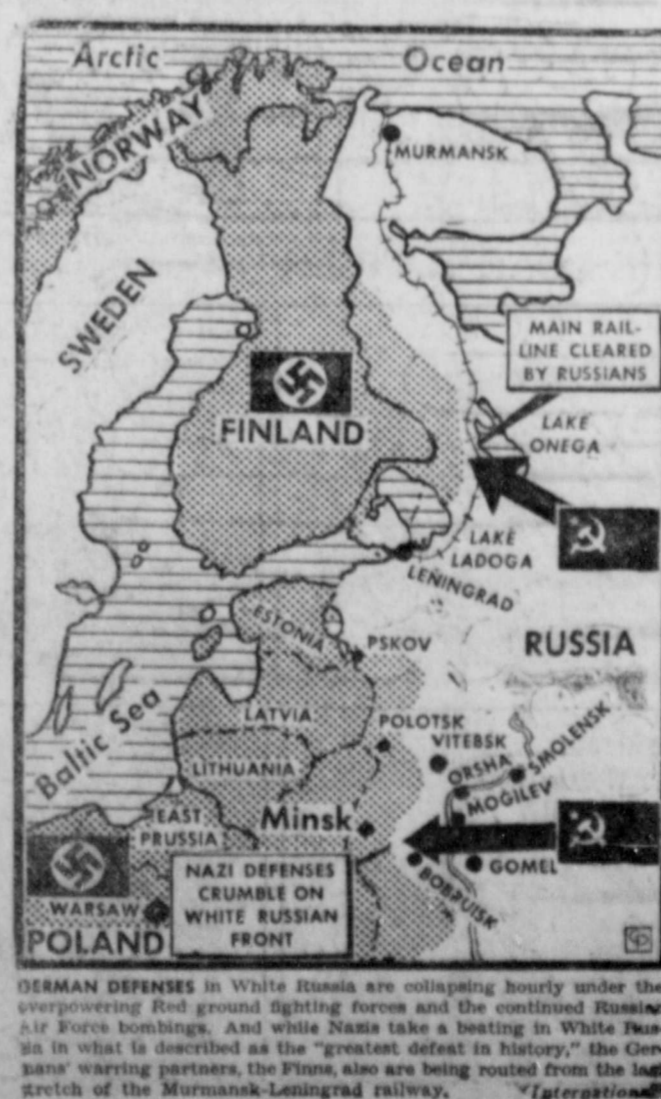 Arctic Ocean
NORWAY
MURMANSK
SWEDEN
MAIN RAIL-
LINE CLEARED
BY RUSSIANS
FINLAND
LAKE
ONEGA
LAKE
LADOGA
LENINGRAD
ESTONIA
PSKOV
RUSSIA
LATVIA
POLOTSK
VITEBSK
SMOLENSK
Baltic Sea
LITHUANIA
ORSHA
MOGILEV
EAST
PRUSSIA
Minsk
NAZI DEFENSES
CRUMBLE ON
WHITE RUSSIAN
FRONT
GOMEL
BOBRUISK
WARSAW
POLAND
CP
GERMAN DEFENSES in White Russia are collapsing hourly under the
overpowering Red ground fighting forces and the continued Russian
Air Force bombings. And while Nazis take a beating in White Rus-
sia in what is described as the "greatest defeat in history," the Ger-
mans' warring partners, the Finns, also are being routed from the last
stretch of the Murmansk-Leningrad railway.